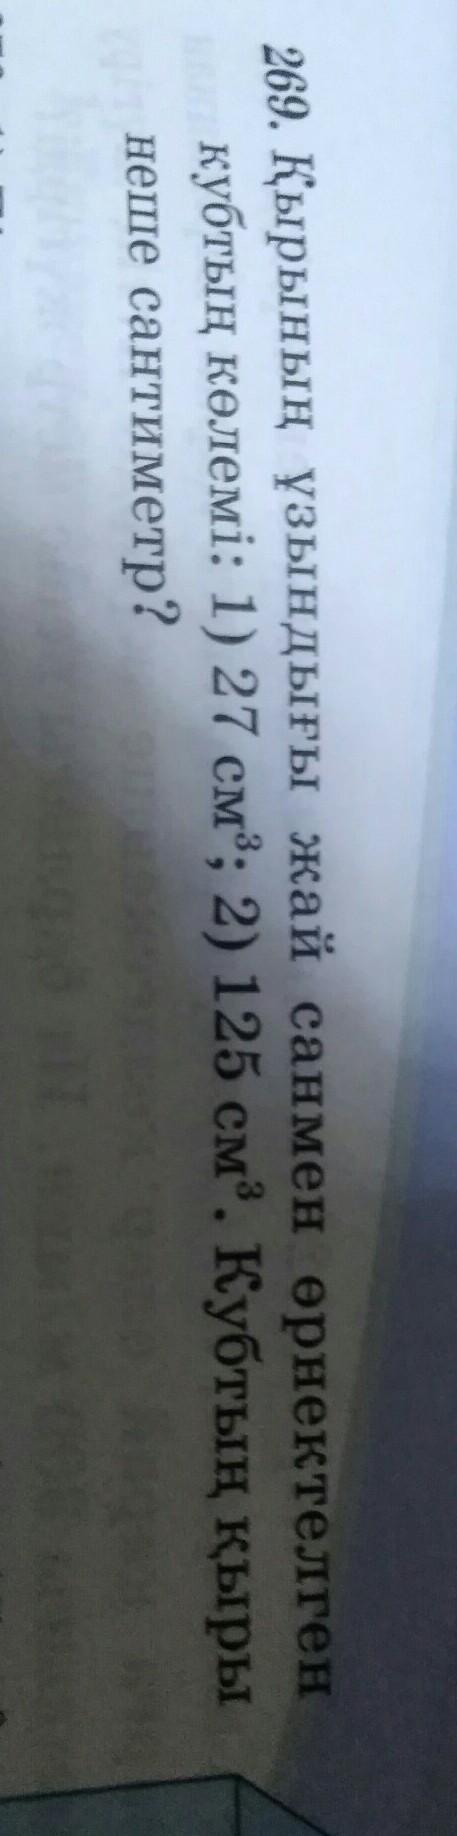 269. Қырының ұзындығы жай санмен өрнектелген
кубтың көлемі: 1) 27 см³; 2) 125 см³. Кубтың қыры
неше сантиметр?